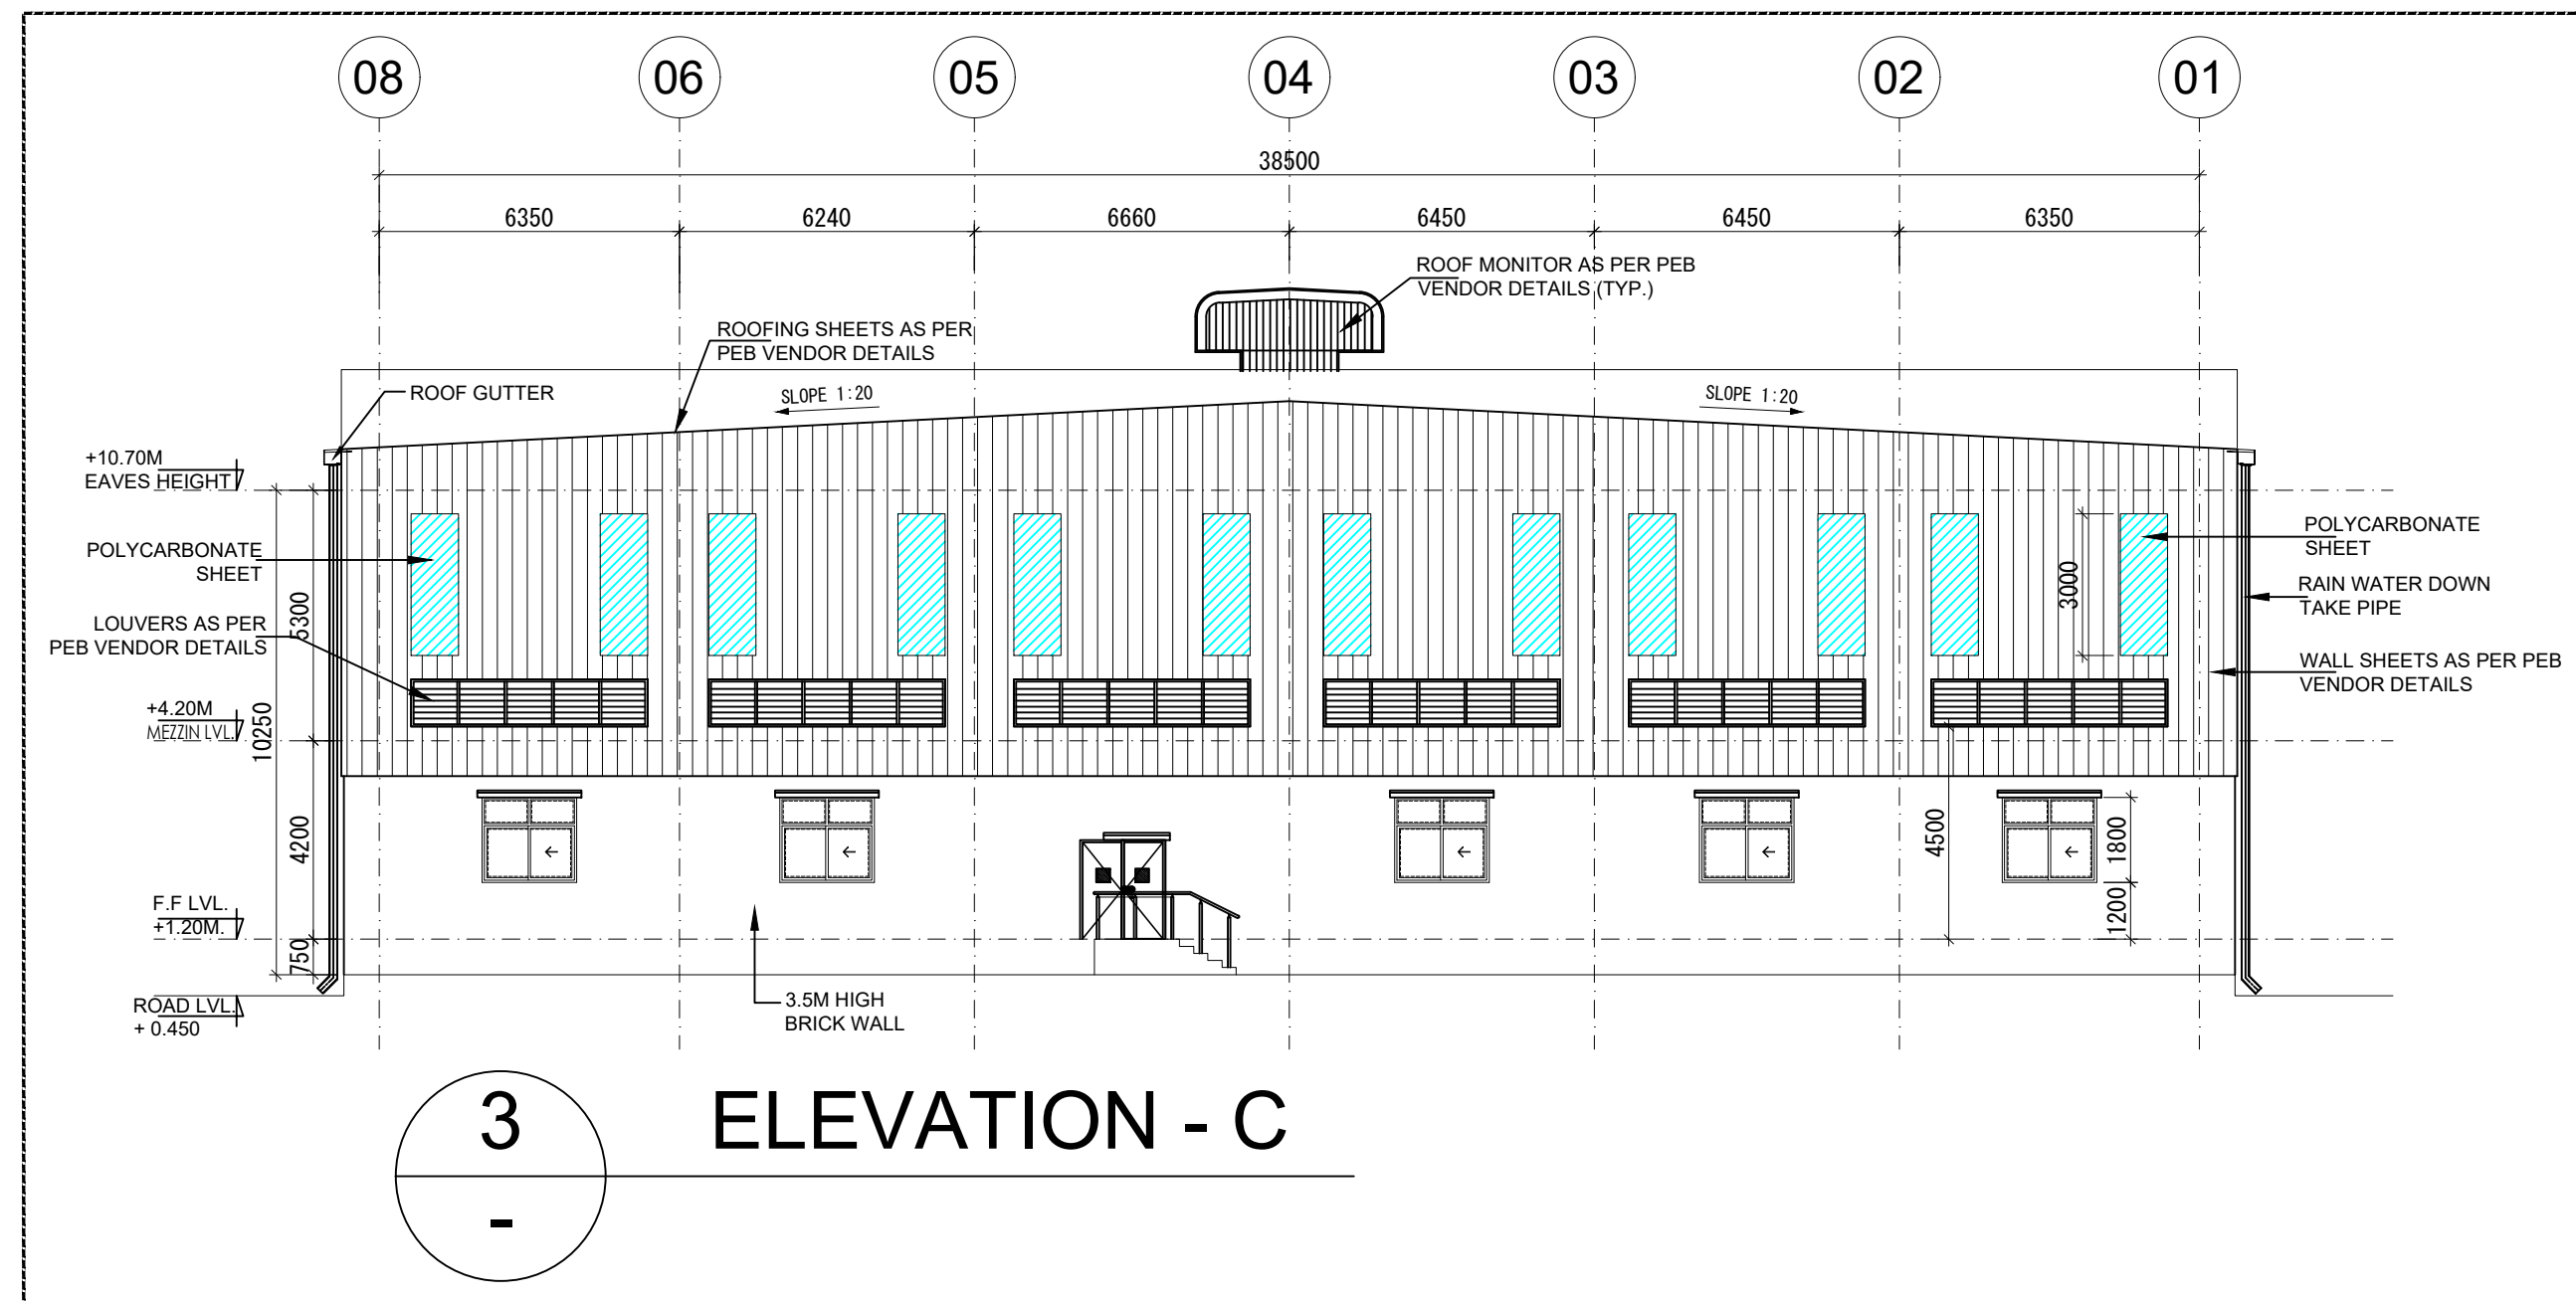 08 06 05 04 03 02 01
38500
6350 6240 6660 6450 6450 6350
ROOF MONITOR AS PER PEB
VENDOR DETAILS (TYP.)
ROOFING SHEETS AS PER
PEB VENDOR DETAILS
ROOF GUTTER
SLOPE 1:20
SLOPE 1:20
+10.70M
EAVES HEIGHT
POLYCARBONATE
SHEET
LOUVERS AS PER
PEB VENDOR DETAILS
+4.20M
MEZZIN LVL.
F.F LVL.
+1.20M.
ROAD LVL.
+ 0.450
5300
10250
4200
750
3000
4500
1800
1200
POLYCARBONATE
SHEET
RAIN WATER DOWN
TAKE PIPE
WALL SHEETS AS PER PEB
VENDOR DETAILS
3.5M HIGH
BRICK WALL
3
-
ELEVATION - C